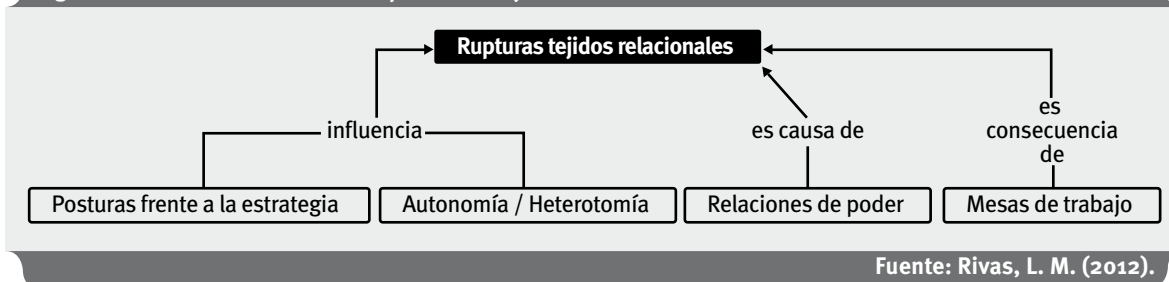 Rupturas tejidos relacionales
influencia
es causa de
es
consecuencia
de
Posturas frente a la estrategia
Autonomía / Heterotomía
Relaciones de poder
Mesas de trabajo
Fuente: Rivas, L. M. (2012).